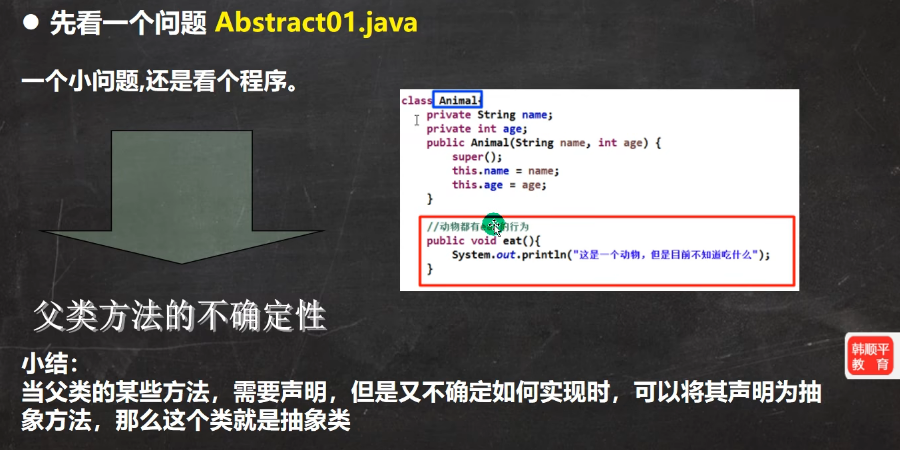 ● 先看一个问题 Abstract01.java
一个小问题,还是看个程序。
class Animal{
private String name;
private int age;
public Animal(String name, int age) {
super();
this.name = name;
this.age = age;
}
//动物都有 的行为
public void eat(){
System.out.println("这是一个动物，但是目前不知道吃什么");
}
父类方法的不确定性
小结：
当父类的某些方法，需要声明，但是又不确定如何实现时，可以将其声明为抽
象方法，那么这个类就是抽象类
韩顺平
教育